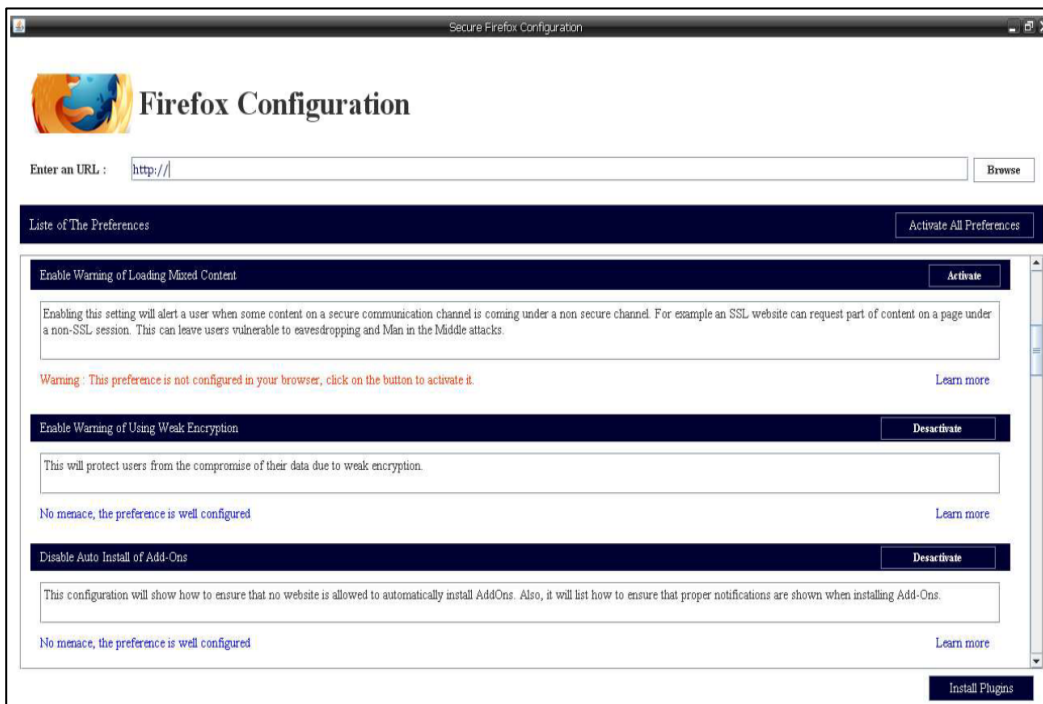 Secure Firefox Configuration
Firefox Configuration
Enter an URL : http:// Browse
Liste of The Preferences Activate All Preferences
Enable Warning of Loading Mixed Content Activate
Enabling this setting will alert a user when some content on a secure communication channel is coming under a non secure channel. For example an SSL website can request part of content on a page under
a non-SSL session. This can leave users vulnerable to eavesdropping and Man in the Middle attacks.
Warning : This preference is not configured in your browser, click on the button to activate it. Learn more
Enable Warning of Using Weak Encryption Desactivate
This will protect users from the compromise of their data due to weak encryption.
No menace, the preference is well configured Learn more
Disable Auto Install of Add-Ons Desactivate
This configuration will show how to ensure that no website is allowed to automatically install AddOns. Also, it will list how to ensure that proper notifications are shown when installing Add-Ons.
No menace, the preference is well configured Learn more
Install Plugins